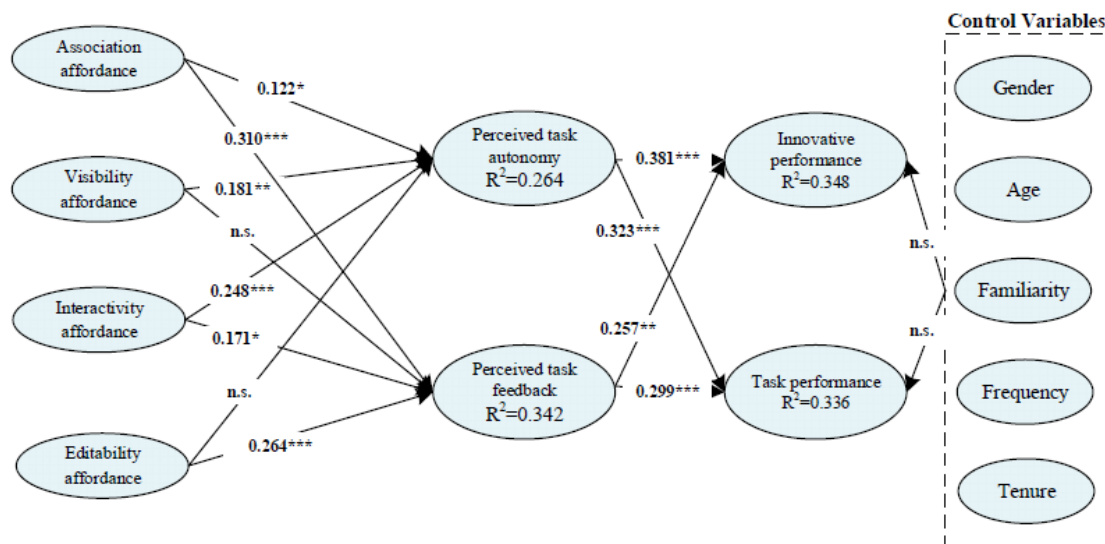 Control Variables
Association
affordance
Visibility
affordance
Interactivity
affordance
Editability
affordance
0.122*
0.310***
0.181**
n.s.
0.248***
0.171*
n.s.
0.264***
Perceived task
autonomy
R²=0.264
Perceived task
feedback
R²=0.342
0.381***
0.323***
0.257**
0.299***
Innovative
performance
R²=0.348
Task performance
R²=0.336
n.s.
n.s.
Gender
Age
Familiarity
Frequency
Tenure